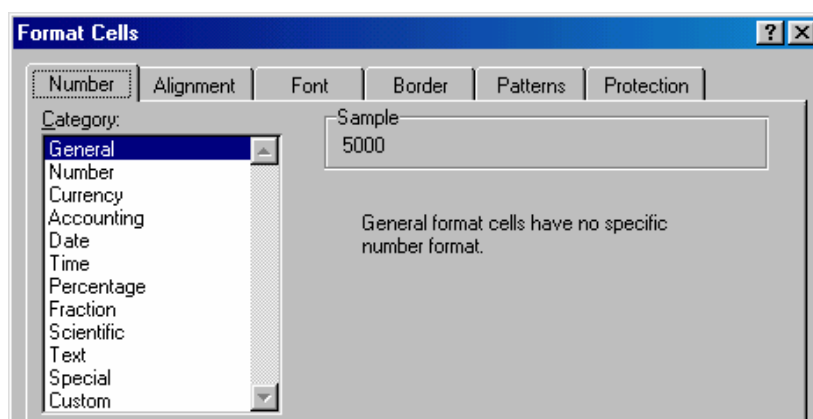 Format Cells
Number Alignment Font Border Patterns Protection
Category:
General
Number
Currency
Accounting
Date
Time
Percentage
Fraction
Scientific
Text
Special
Custom
Sample
5000
General format cells have no specific
number format.